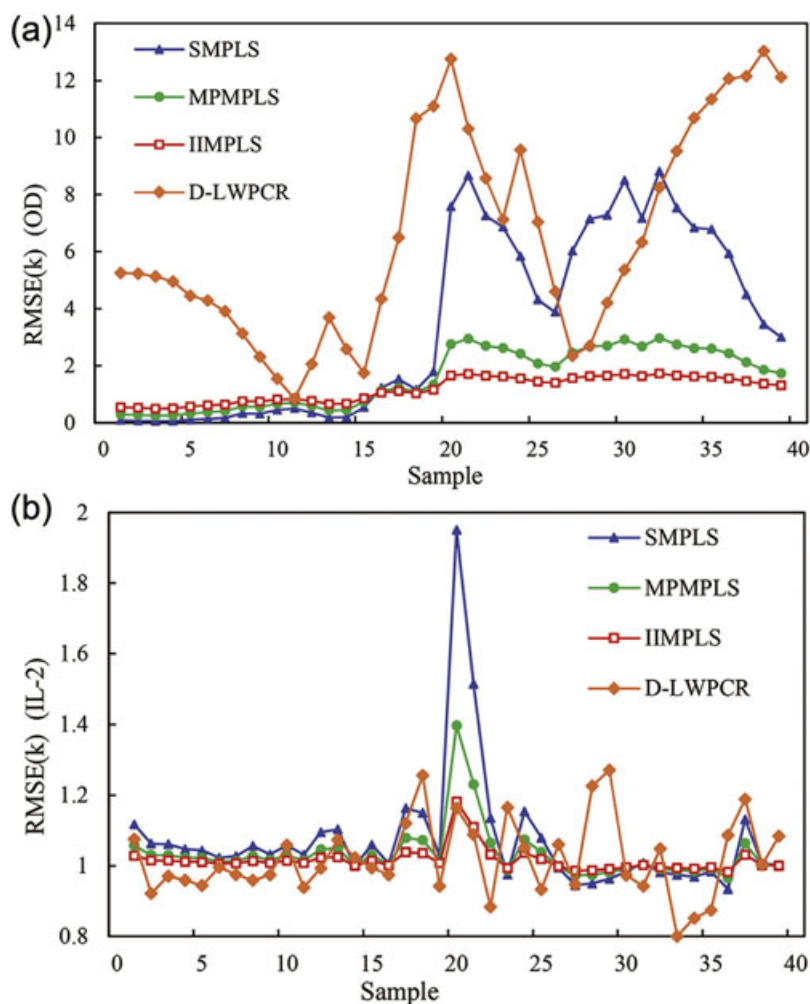 (a)
14
12
10
8
6
4
2
0
RMSE(k) (OD)
SMPLS
MPMPLS
IIMPLS
D-LWPCR
0 5 10 15 20 25 30 35 40
Sample
(b)
2
1.8
1.6
1.4
1.2
1
0.8
RMSE(k) (IL-2)
SMPLS
MPMPLS
IIMPLS
D-LWPCR
0 5 10 15 20 25 30 35 40
Sample